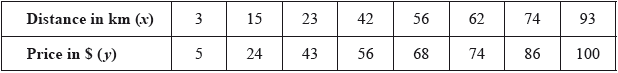 Distance in km (x) 3 15 23 42 56 62 74 93
Price in $ (y) 5 24 43 56 68 74 86 100